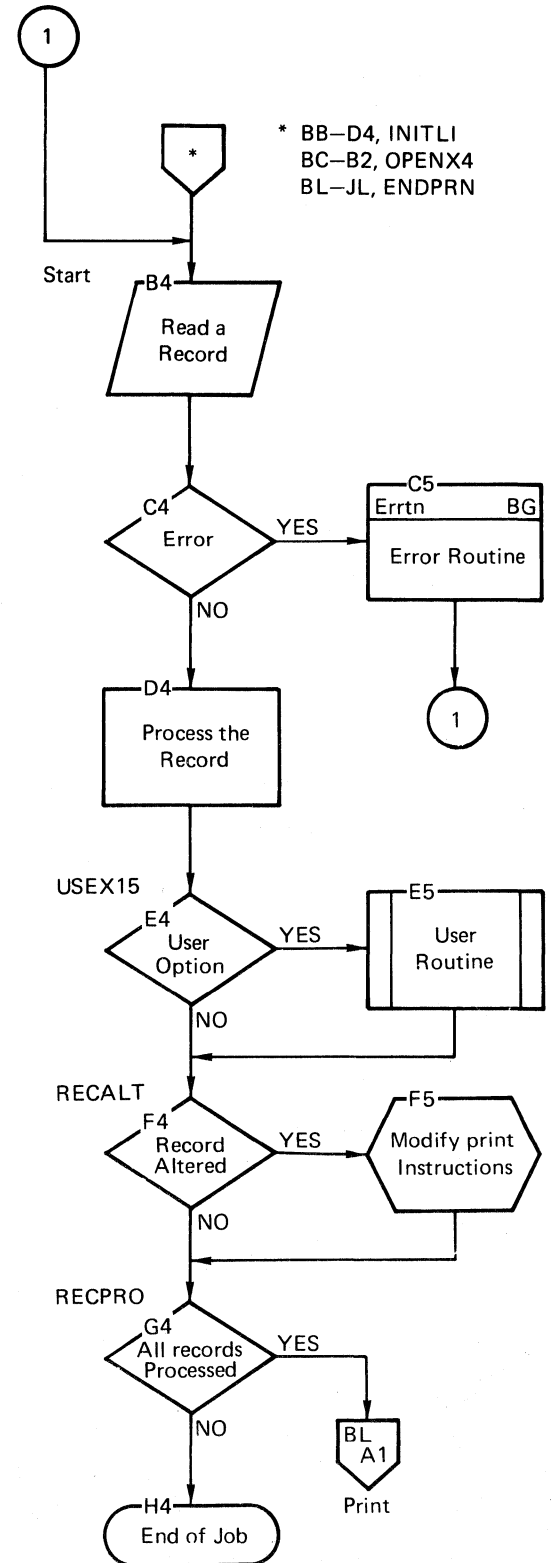 1
*
* BB–D4, INITLI
BC–B2, OPENX4
BL–JL, ENDPRN
Start
B4
Read a
Record
C4
Error
YES
NO
C5
Errtn BG
Error Routine
1
D4
Process the
Record
USEX15
E4
User
Option
YES
NO
E5
User
Routine
RECALT
F4
Record
Altered
YES
NO
F5
Modify print
Instructions
RECPRO
G4
All records
Processed
YES
NO
BL
A1
Print
H4
End of Job